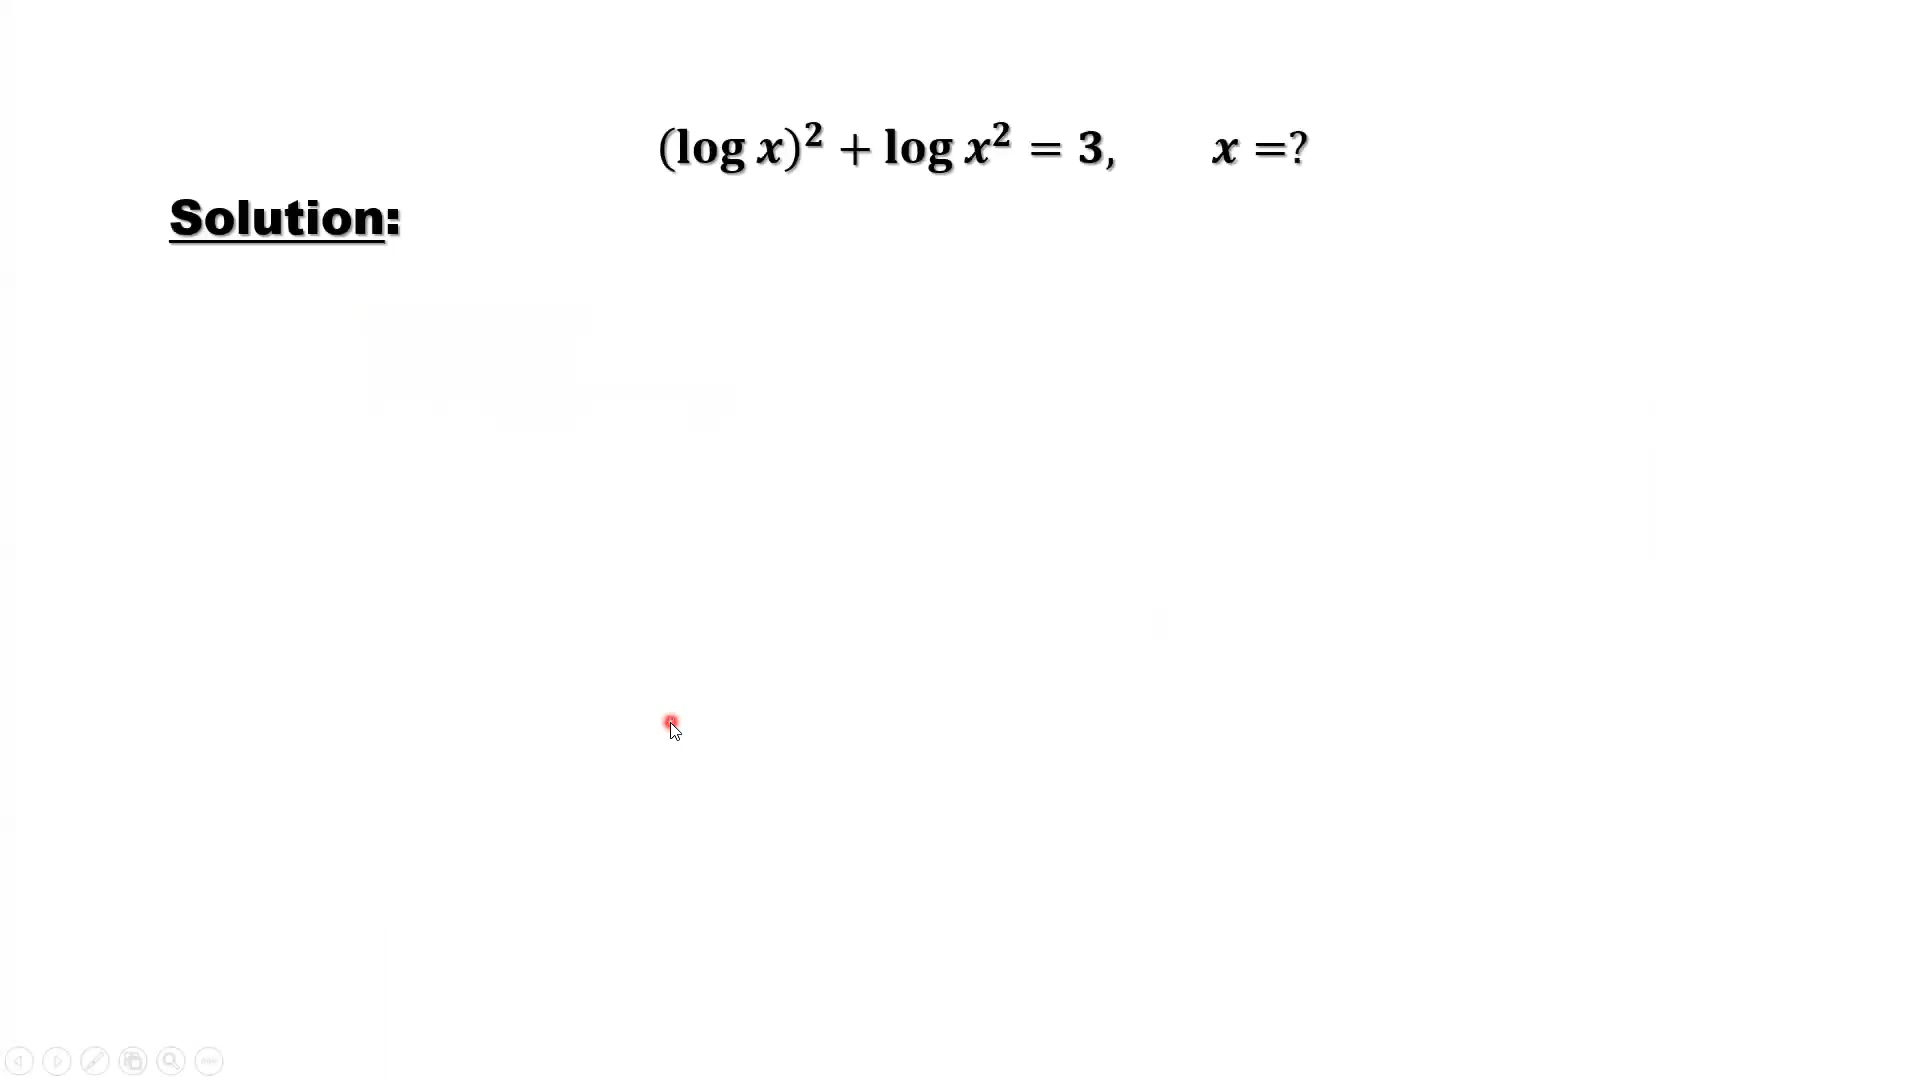 (log x)² + log x² = 3, x =?
Solution: